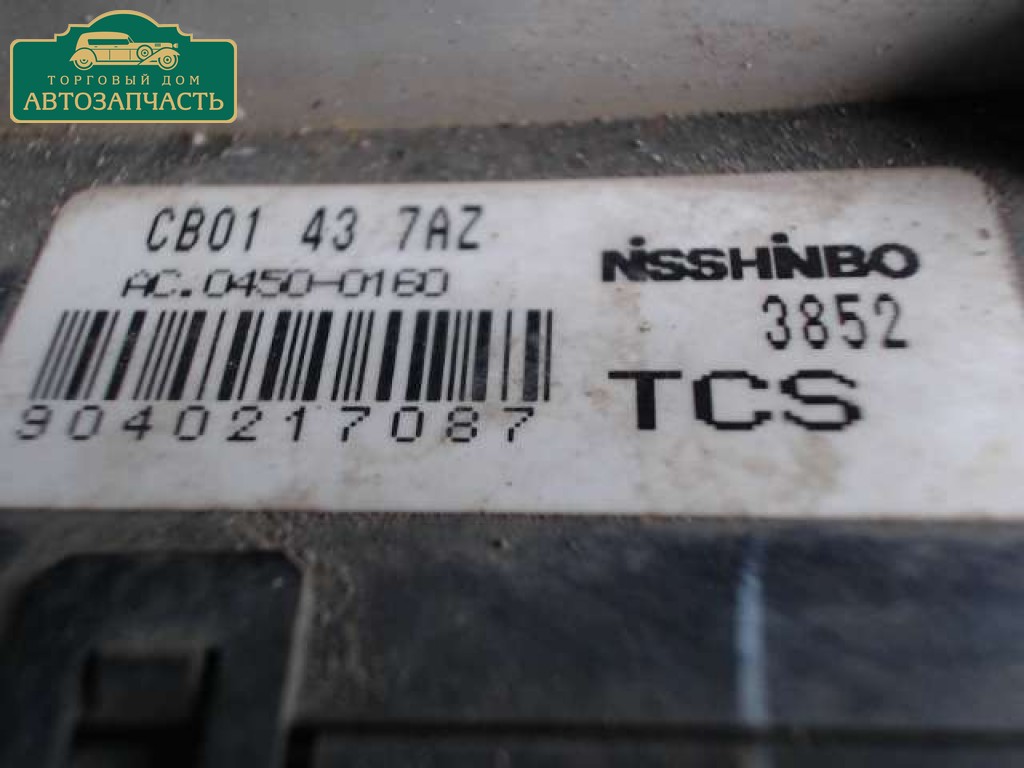 ТОРГОВЫЙ ДОМ
АВТОЗАПЧАСТЬ
CB01 43 7AZ
AC.0450-0160
9040217087
NiSSHiNBO
3852
TCS